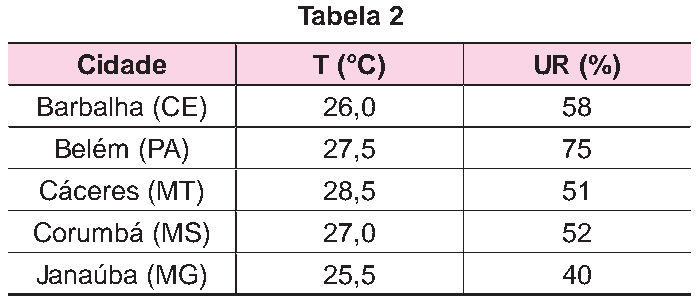 Tabela 2
Cidade T (°C) UR (%)
Barbalha (CE) 26,0 58
Belém (PA) 27,5 75
Cáceres (MT) 28,5 51
Corumbá (MS) 27,0 52
Janaúba (MG) 25,5 40